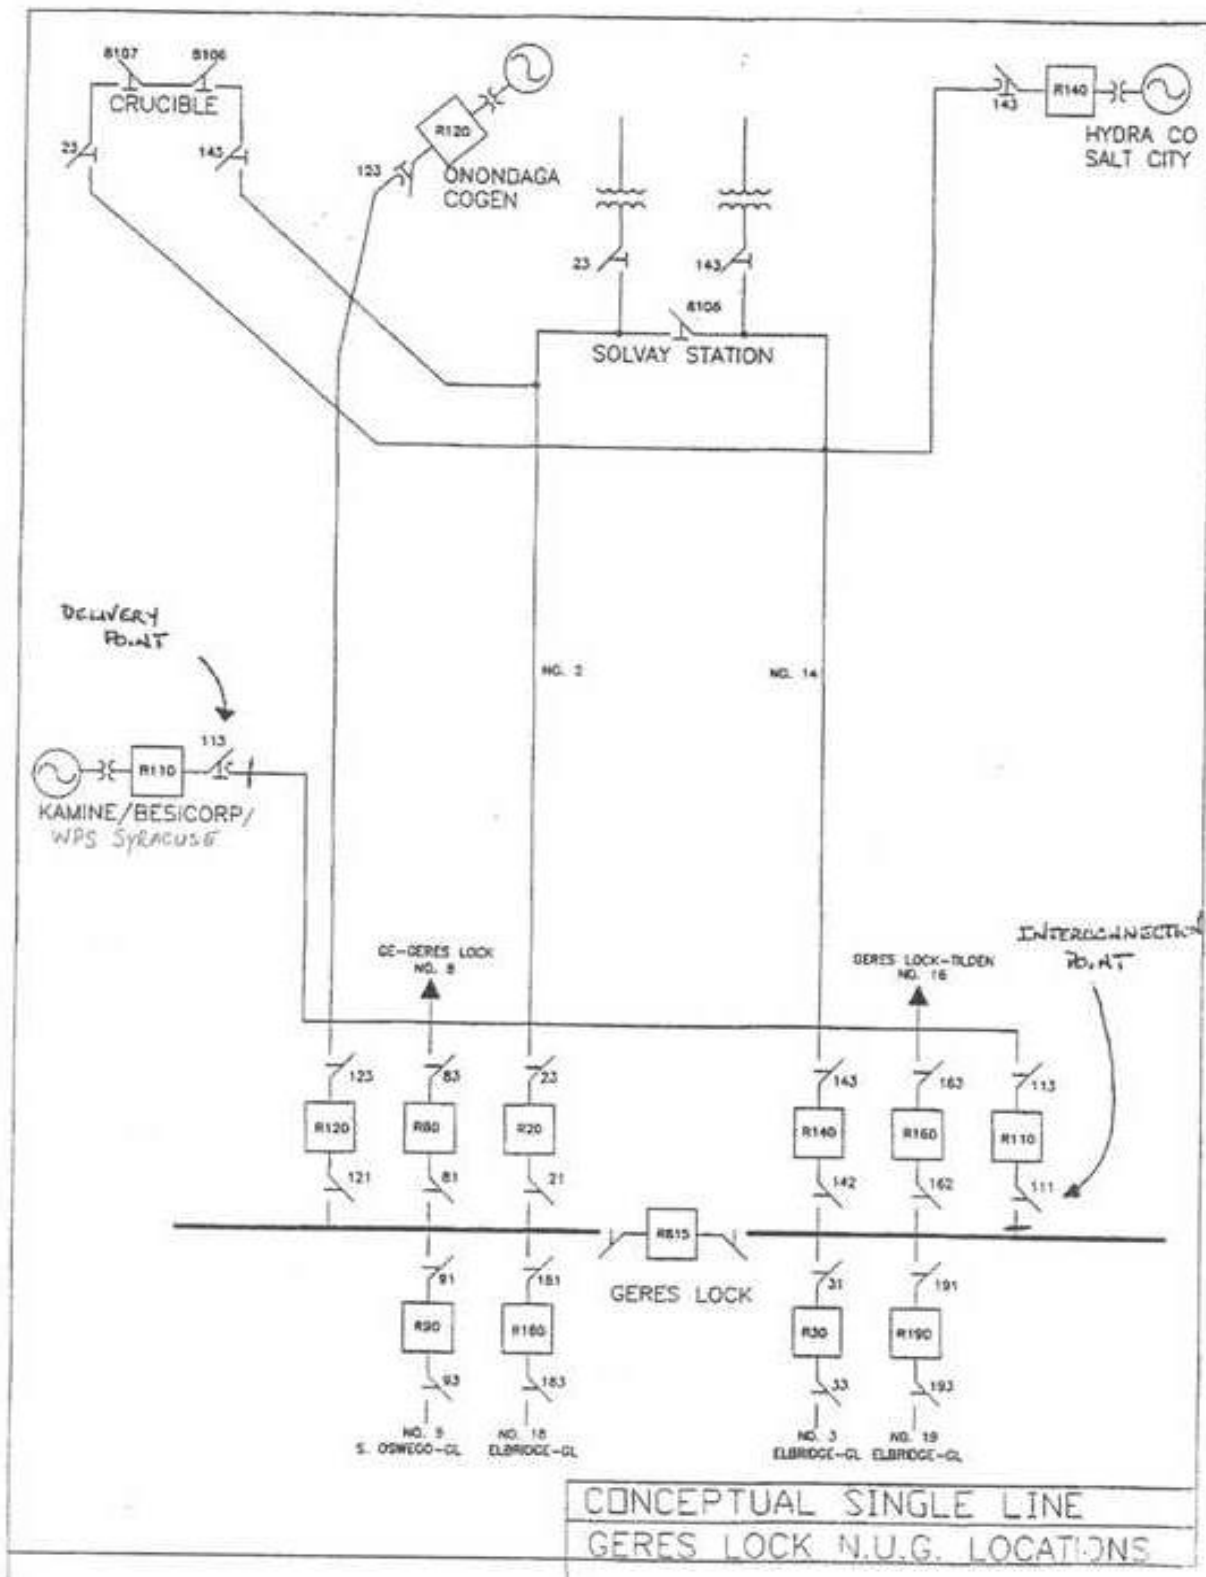 8107 8106
CRUCIBLE
23
143
R120
123
ONONDAGA
COGEN
143
R140
HYDRA CO
SALT CITY
23
143
8108
SOLVAY STATION
DELIVERY
POINT
NO. 2
NO. 14
113
R110
KAMINE/BESICORP/
WPS SYRACUSE
INTERCONNECTION
POINT
GE-GERES LOCK
NO. 8
GERES LOCK-TILDEN
NO. 16
123
83
23
143
163
113
R120
R80
R20
R140
R160
R110
121
81
21
142
162
111
R815
GERES LOCK
91
181
31
191
R90
R180
R30
R190
93
183
33
193
NO. 9
S. OSWEGO-GL
NO. 18
ELBRIDGE-GL
NO. 3
ELBRIDGE-GL
NO. 19
ELBRIDGE-GL
CONCEPTUAL SINGLE LINE
GERES LOCK N.U.G. LOCATIONS